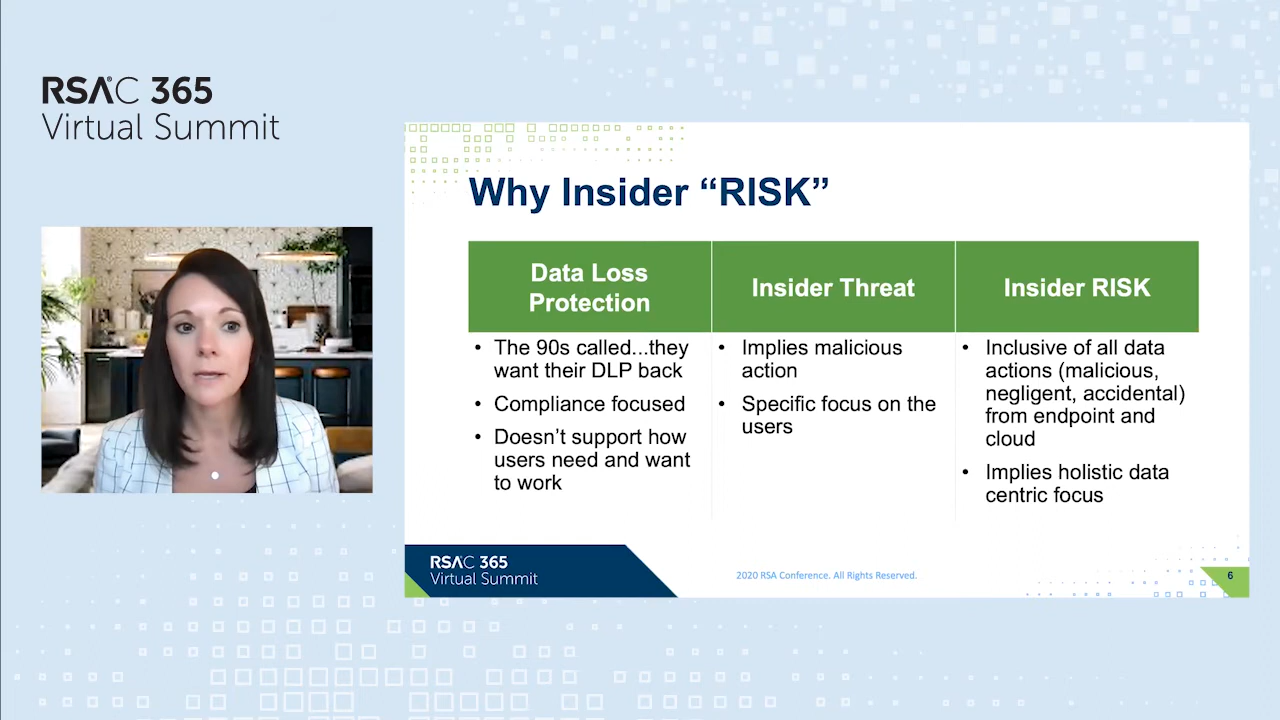 RSAC 365
Virtual Summit
Why Insider “RISK”
Data Loss
Protection
Insider Threat
Insider RISK
• The 90s called...they
want their DLP back
• Compliance focused
• Doesn’t support how
users need and want
to work
• Implies malicious
action
• Specific focus on the
users
• Inclusive of all data
actions (malicious,
negligent, accidental)
from endpoint and
cloud
• Implies holistic data
centric focus
RSAC 365
Virtual Summit
2020 RSA Conference. All Rights Reserved.
6